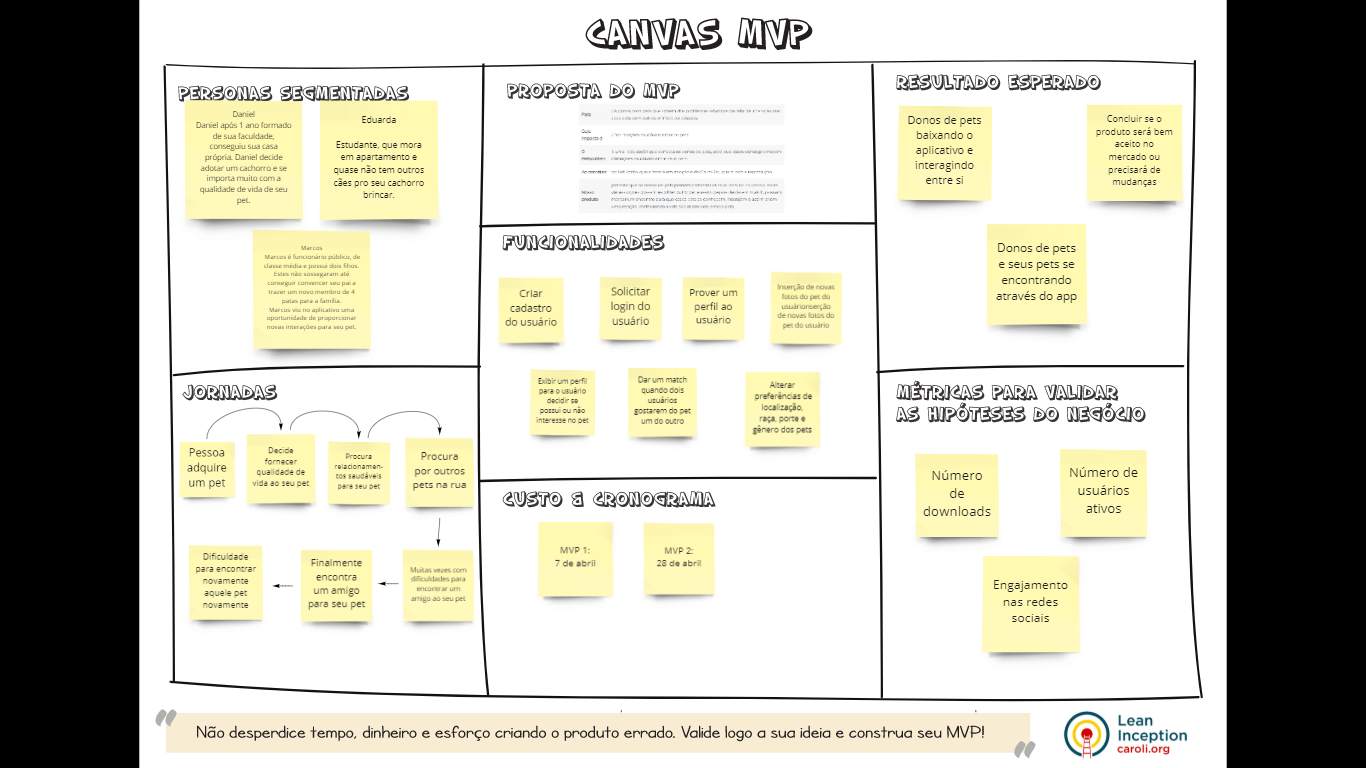 CANVAS MVP
PERSONAS SEGMENTADAS
Daniel
Daniel após 1 ano formado
de sua faculdade,
conseguiu sua casa
própria. Daniel decide
adotar um cachorro e se
importa muito com a
qualidade de vida de seu
pet.
Eduarda
Estudante, que mora
em apartamento e
quase não tem outros
cães pro seu cachorro
brincar.
Marcos
Marcos é funcionário público, de
classe média e possui dois filhos.
Estes não sossegaram até
conseguir convencer seu pai a
trazer um novo membro de 4
patas para a família.
Marcos viu no aplicativo uma
oportunidade de proporcionar
novas interações para seu pet.
PROPOSTA DO MVP
Para
O
Nosso
produto
RESULTADO ESPERADO
Donos de pets
baixando o
aplicativo e
interagindo
entre si
Concluir se o
produto será bem
aceito no
mercado ou
precisará de
mudanças
Donos de pets
e seus pets se
encontrando
através do app
FUNCIONALIDADES
Criar
cadastro
do usuário
Solicitar
login do
usuário
Prover um
perfil ao
usuário
Inserção de novas
fotos do pet do
usuárionserção
de novas fotos do
pet do usuário
Exibir um perfil
para o usuário
decidir se
possui ou não
interesse no pet
Dar um match
quando dois
usuários
gostarem do pet
um do outro
Alterar
preferências de
localização,
raça, porte e
gênero dos pets
JORNADAS
Pessoa
adquire
um pet
Decide
fornecer
qualidade de
vida ao seu pet
Procura
relacionamen-
tos saudáveis
para seu pet
Procura
por outros
pets na rua
Muitas vezes com
dificuldades para
encontrar um
amigo ao seu pet
Finalmente
encontra
um amigo
para seu pet
Dificuldade
para encontrar
novamente
aquele pet
novamente
CUSTO & CRONOGRAMA
MVP 1:
7 de abril
MVP 2:
28 de abril
MÉTRICAS PARA VALIDAR
AS HIPÓTESES DO NEGÓCIO
Número
de
downloads
Número de
usuários
ativos
Engajamento
nas redes
sociais
Não desperdice tempo, dinheiro e esforço criando o produto errado. Valide logo a sua ideia e construa seu MVP!
Lean
Inception
caroli.org